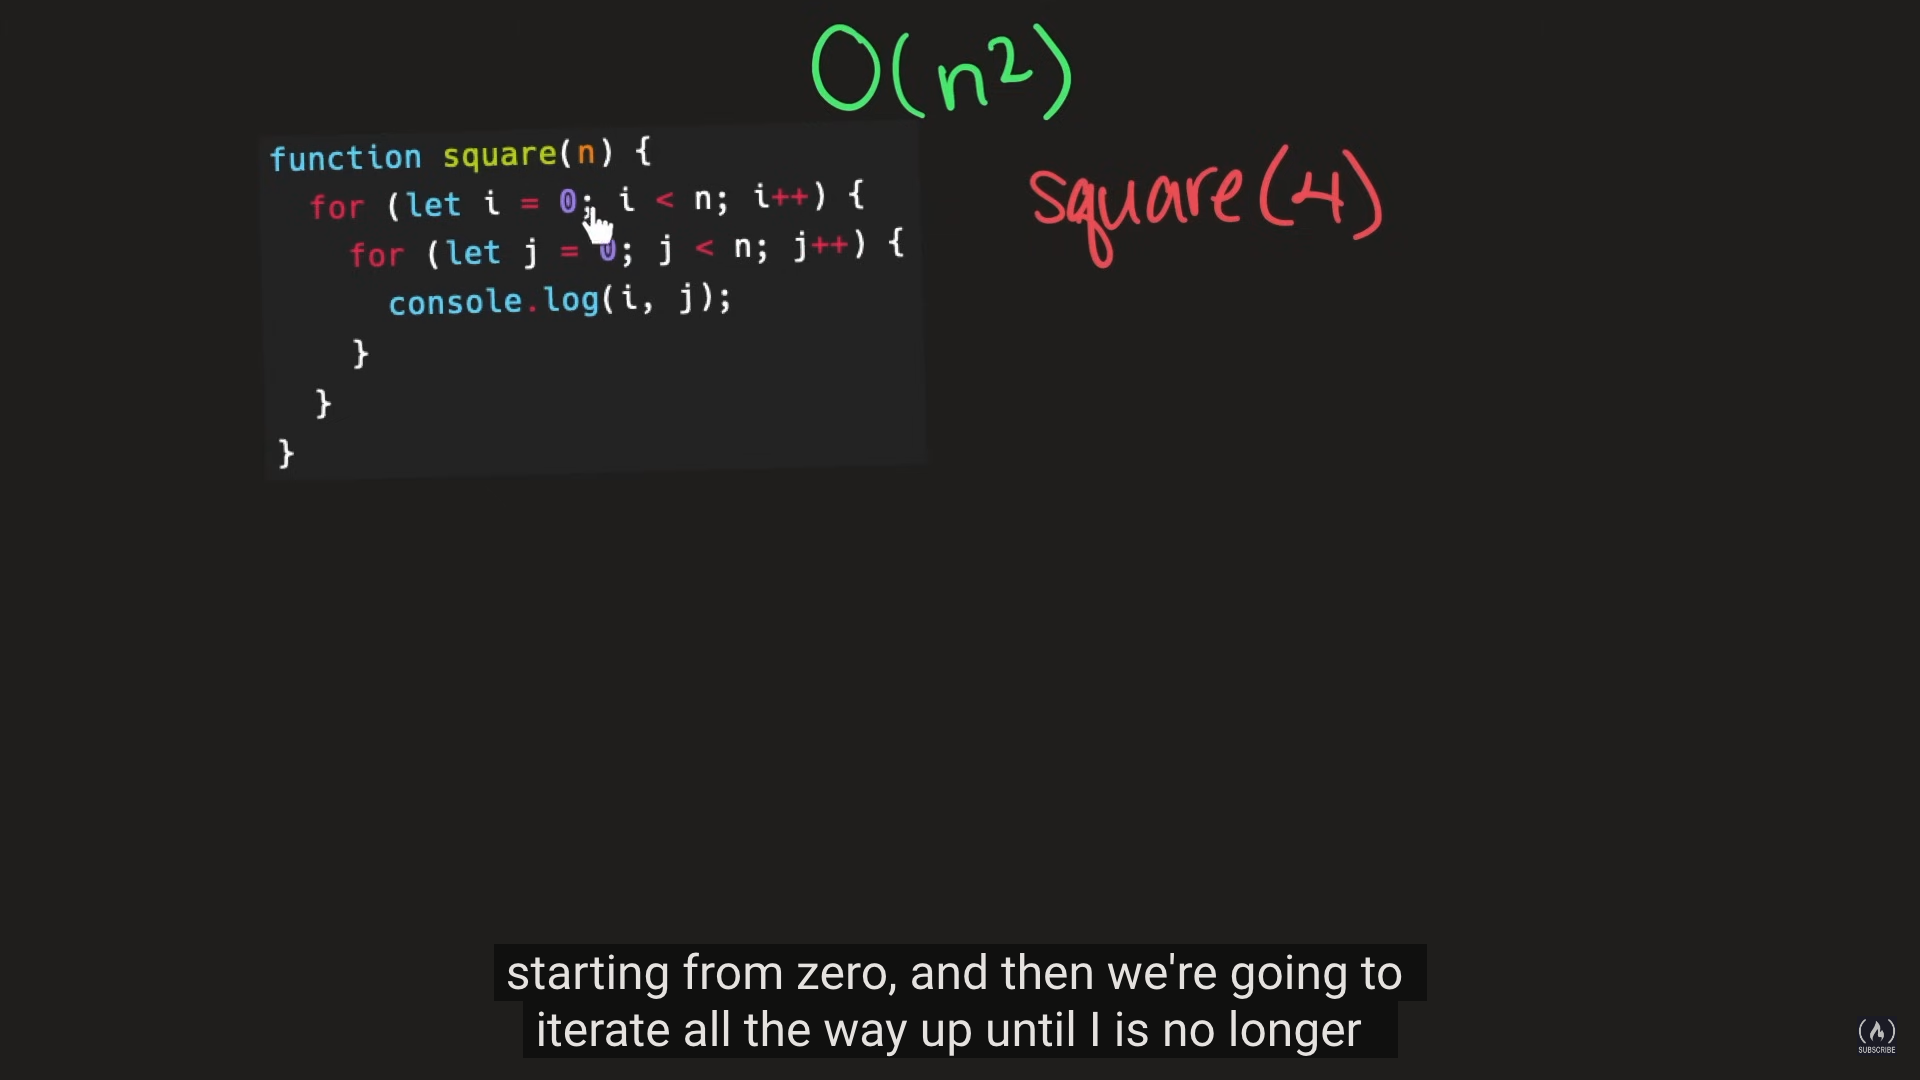 O(n²)
function square(n) {
for (let i = 0; i < n; i++) {
for (let j = 0; j < n; j++) {
console.log(i, j);
}
}
}
square(4)
starting from zero, and then we're going to
iterate all the way up until I is no longer
SUBSCRIBE